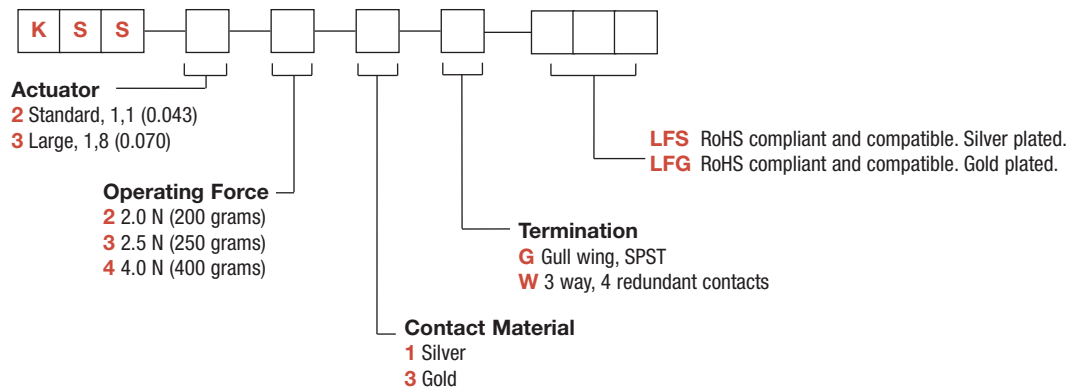 K S S
Actuator
2 Standard, 1,1 (0.043)
3 Large, 1,8 (0.070)
LFS RoHS compliant and compatible. Silver plated.
LFG RoHS compliant and compatible. Gold plated.
Operating Force
2 2.0 N (200 grams)
3 2.5 N (250 grams)
4 4.0 N (400 grams)
Termination
G Gull wing, SPST
W 3 way, 4 redundant contacts
Contact Material
1 Silver
3 Gold